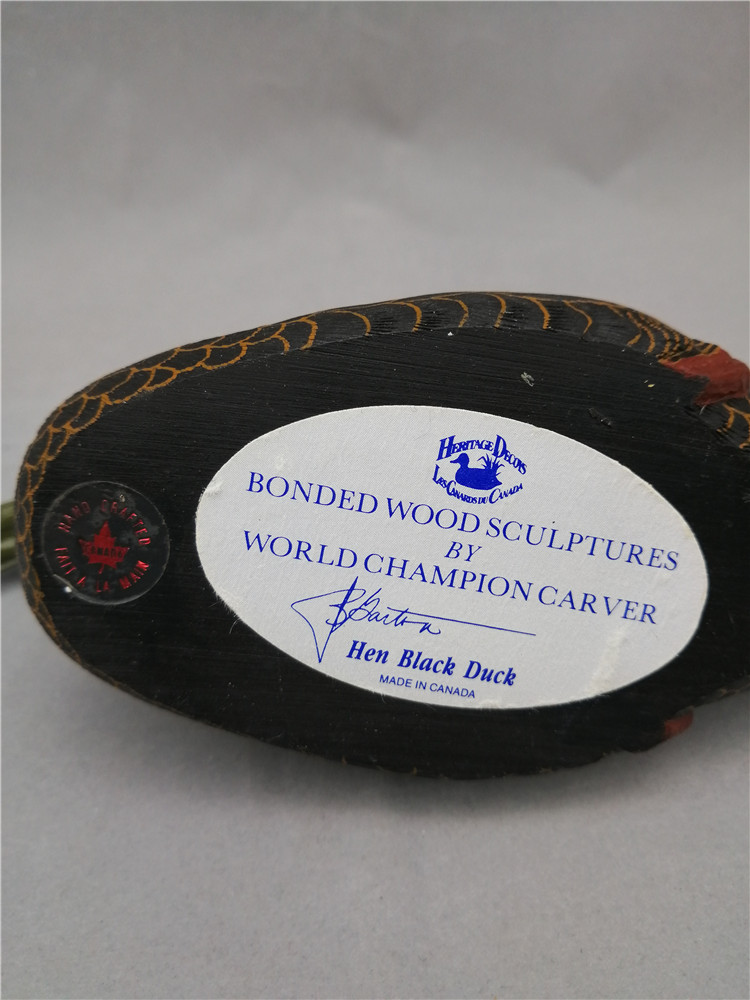 HAND CRAFTED
CANADA
FAIT À LA MAIN
HERITAGE DECOYS
LES CANARDS DU CANADA
BONDED WOOD SCULPTURES
BY
WORLD CHAMPION CARVER
B Barton
Hen Black Duck
MADE IN CANADA